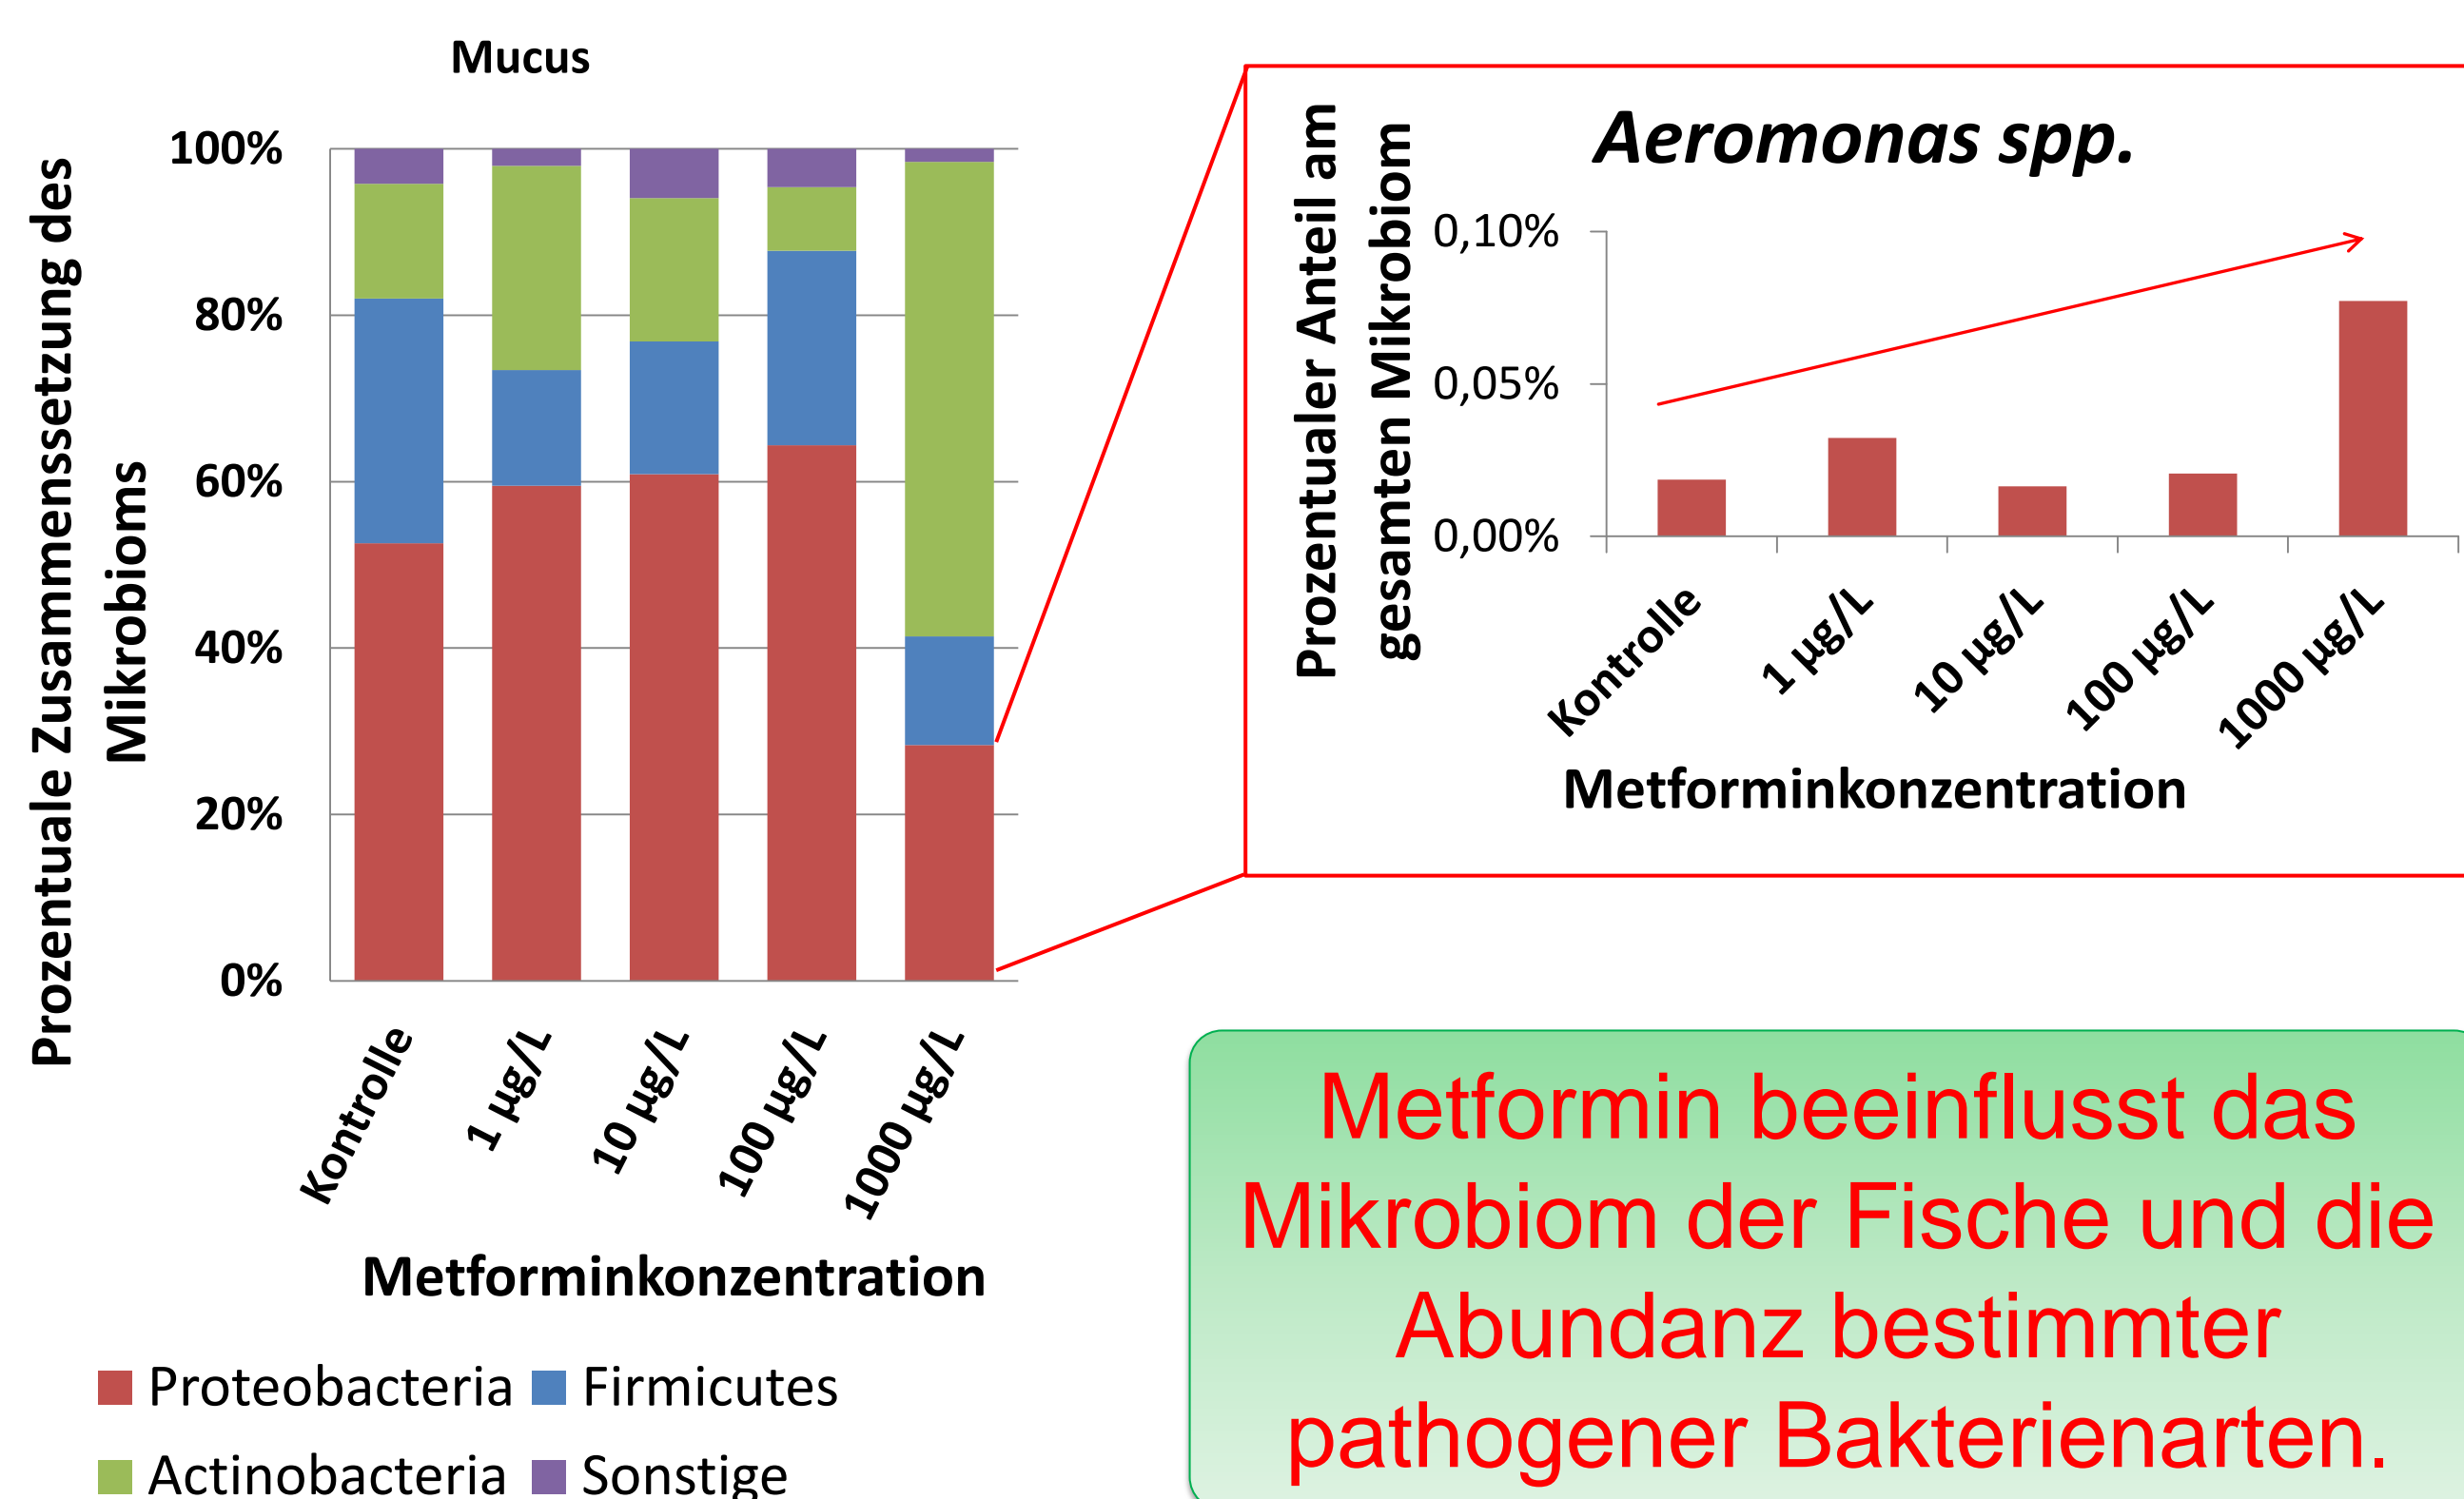 Mucus
Prozentuale Zusammenssetzung des
Mikrobioms
100%
80%
60%
40%
20%
0%
Kontrolle
1 µg/L
10 µg/L
100 µg/L
1000 µg/L
Metforminkonzentration
Proteobacteria
Firmicutes
Actinobacteria
Sonstige
Aeromonas spp.
Prozentualer Anteil am
gesamten Mikrobiom
0,10%
0,05%
0,00%
Kontrolle
1 µg/L
10 µg/L
100 µg/L
1000 µg/L
Metforminkonzentration
Metformin beeinflusst das
Mikrobiom der Fische und die
Abundanz bestimmter
pathogener Bakterienarten.